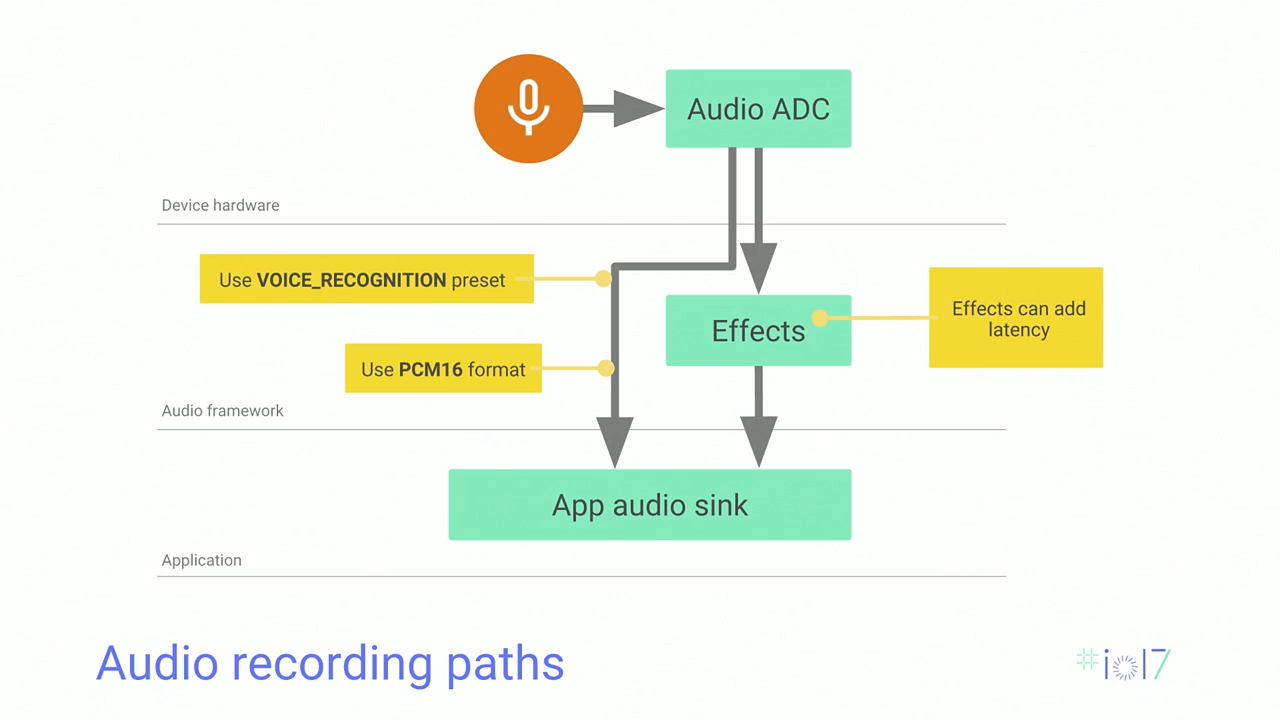 Audio ADC
Device hardware
Use VOICE_RECOGNITION preset
Effects
Effects can add
latency
Use PCM16 format
Audio framework
App audio sink
Application
Audio recording paths
#io17